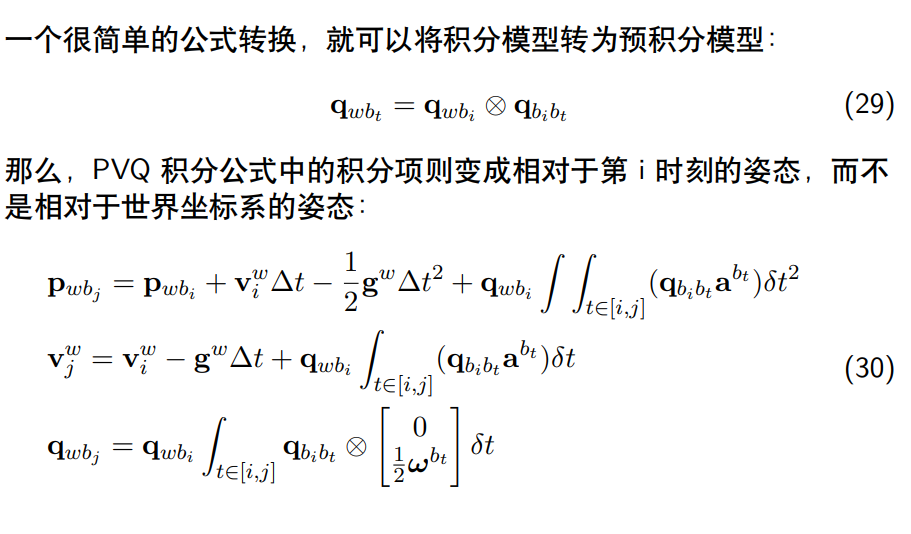 一个很简单的公式转换，就可以将积分模型转为预积分模型：
$\mathbf{q}_{wb_t} = \mathbf{q}_{wb_i} \otimes \mathbf{q}_{b_i b_t}$ (29)
那么，PVQ 积分公式中的积分项则变成相对于第 i 时刻的姿态，而不
是相对于世界坐标系的姿态：
$\mathbf{p}_{wb_j} = \mathbf{p}_{wb_i} + \mathbf{v}_i^w \Delta t - \frac{1}{2} \mathbf{g}^w \Delta t^2 + \mathbf{q}_{wb_i} \int \int_{t \in [i,j]} (\mathbf{q}_{b_i b_t} \mathbf{a}^{b_t}) \delta t^2$
$\mathbf{v}_j^w = \mathbf{v}_i^w - \mathbf{g}^w \Delta t + \mathbf{q}_{wb_i} \int_{t \in [i,j]} (\mathbf{q}_{b_i b_t} \mathbf{a}^{b_t}) \delta t$ (30)
$\mathbf{q}_{wb_j} = \mathbf{q}_{wb_i} \int_{t \in [i,j]} \mathbf{q}_{b_i b_t} \otimes \begin{bmatrix} 0 \\ \frac{1}{2} \boldsymbol{\omega}^{b_t} \end{bmatrix} \delta t$